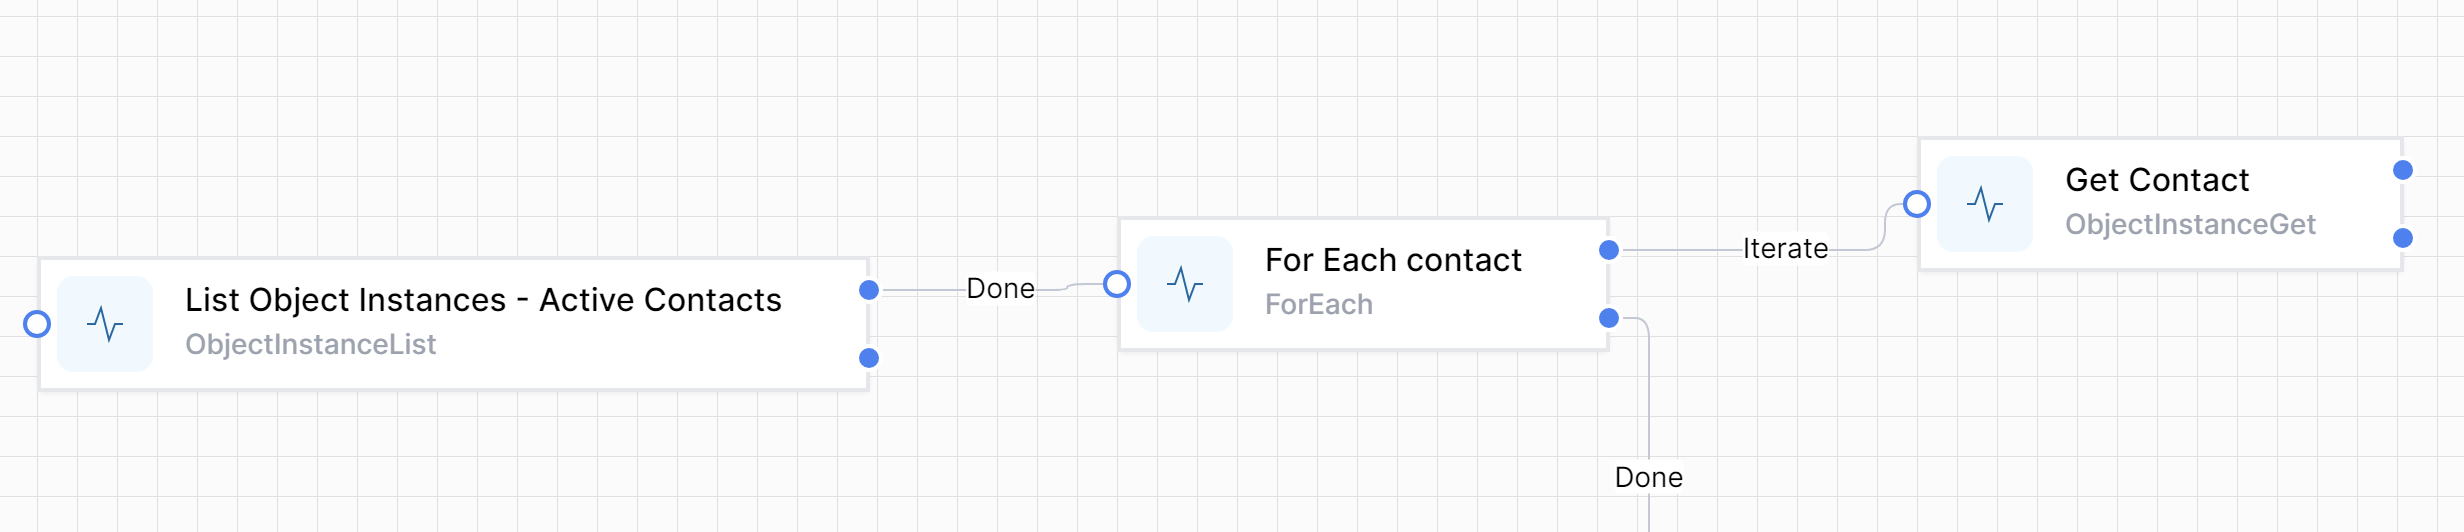 List Object Instances - Active Contacts
ObjectInstanceList
Done
For Each contact
ForEach
Iterate
Get Contact
ObjectInstanceGet
Done